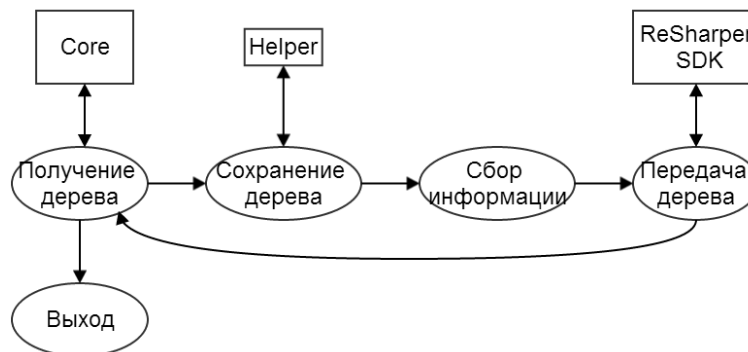 Core
Helper
ReSharper
SDK
Получение
дерева
Сохранение
дерева
Сбор
информации
Передача
дерева
Выход